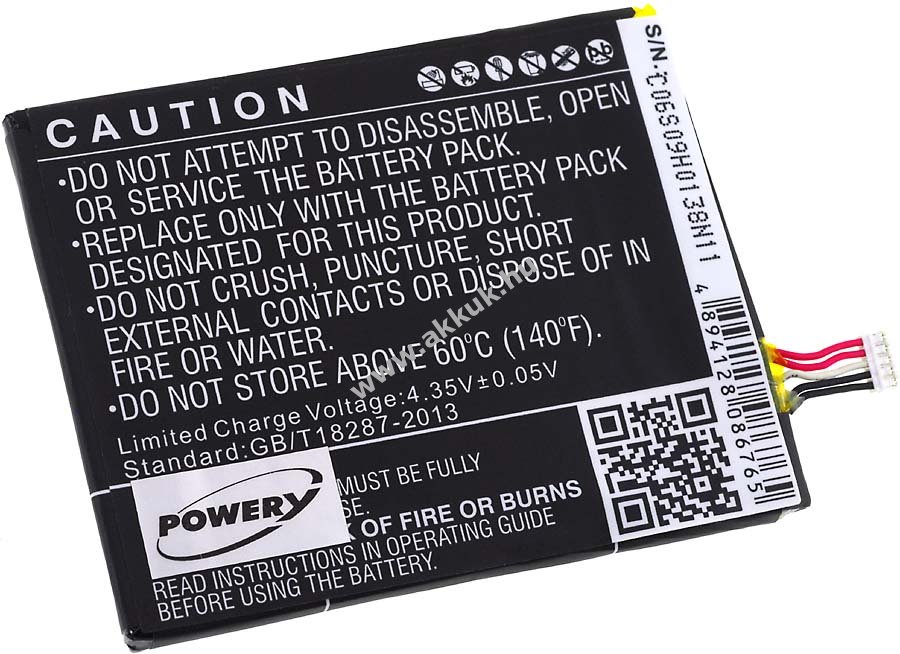 CAUTION
•DO NOT ATTEMPT TO DISASSEMBLE, OPEN
OR SERVICE THE BATTERY PACK.
•REPLACE ONLY WITH THE BATTERY PACK
DESIGNATED FOR THIS PRODUCT.
•DO NOT CRUSH, PUNCTURE, SHORT
EXTERNAL CONTACTS OR DISPOSE OF IN
FIRE OR WATER.
•DO NOT STORE ABOVE 60°C (140°F).
Limited Charge Voltage:4.35V±0.05V
Standard:GB/T18287-2013
MUST BE FULLY
SE.
K OF FIRE OR BURNS
READ INSTRUCTIONS IN OPERATING GUIDE
BEFORE USING THE BATTERY.
POWERY
S/N:C06S09H0138N11
4 894128 086765
www.akkuk.hu